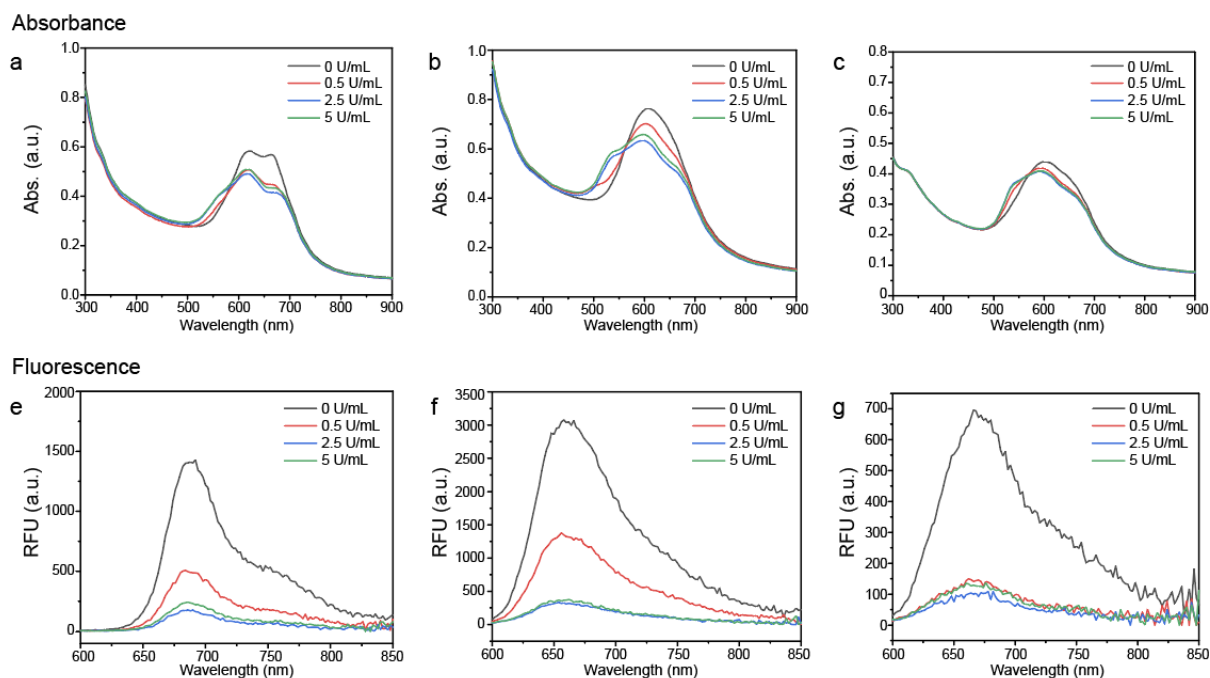 Absorbance
a
1.0
0.8
0.6
0.4
0.2
0.0
Abs. (a.u.)
0 U/mL
0.5 U/mL
2.5 U/mL
5 U/mL
300 400 500 600 700 800 900
Wavelength (nm)
b
1.0
0.8
0.6
0.4
0.2
0.0
Abs. (a.u.)
0 U/mL
0.5 U/mL
2.5 U/mL
5 U/mL
300 400 500 600 700 800 900
Wavelength (nm)
c
0.8
0.7
0.6
0.5
0.4
0.3
0.2
0.1
0.0
Abs. (a.u.)
0 U/mL
0.5 U/mL
2.5 U/mL
5 U/mL
300 400 500 600 700 800 900
Wavelength (nm)
Fluorescence
e
2000
1500
1000
500
0
RFU (a.u.)
0 U/mL
0.5 U/mL
2.5 U/mL
5 U/mL
600 650 700 750 800 850
Wavelength (nm)
f
3500
3000
2500
2000
1500
1250
500
0
RFU (a.u.)
0 U/mL
0.5 U/mL
2.5 U/mL
5 U/mL
600 650 700 750 800 850
Wavelength (nm)
g
700
600
500
400
300
200
100
0
RFU (a.u.)
0 U/mL
0.5 U/mL
2.5 U/mL
5 U/mL
600 650 700 750 800 850
Wavelength (nm)